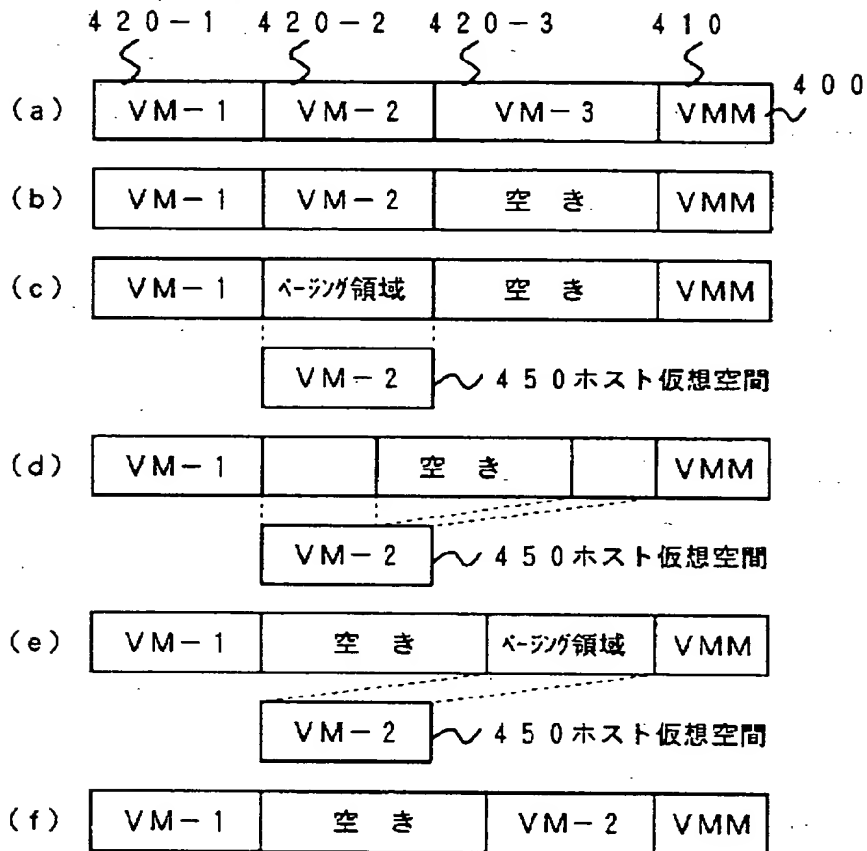 420-1 420-2 420-3 410
400
(a) VM-1 VM-2 VM-3 VMM
(b) VM-1 VM-2 空き VMM
(c) VM-1 ページング領域 空き VMM
VM-2 450ホスト仮想空間
(d) VM-1 空き VMM
VM-2 450ホスト仮想空間
(e) VM-1 空き ページング領域 VMM
VM-2 450ホスト仮想空間
(f) VM-1 空き VM-2 VMM